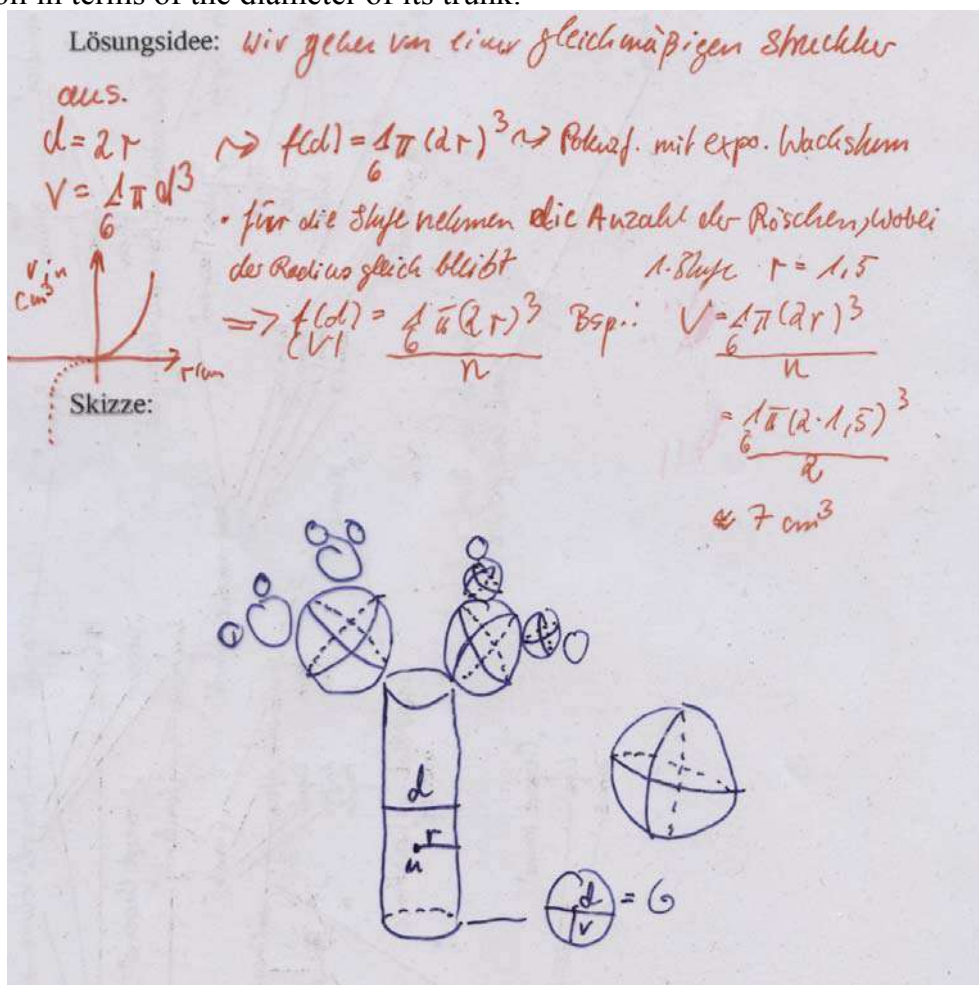 on in terms of the diameter of its trunk.
Lösungsidee: Wir gehen von einer gleichmäßigen Struktur
aus.
d = 2r ⇝ f(d) = 1/6 π (2r)³ ⇝ Potenzf. mit expo. Wachstum
V = 1/6 π d³
• für die Stufe nehmen die Anzahl der Röschen, wobei
der Radius gleich bleibt 1. Stufe r = 1,5
V in cm³
r/cm
=> f(d) (V) = 1/6 π (2r)³ / n Bsp.: V = 1/6 π (2r)³ / n
= 1/6 π (2·1,5)³ / 2
≈ 7 cm³
Skizze:
d
r
d
= G